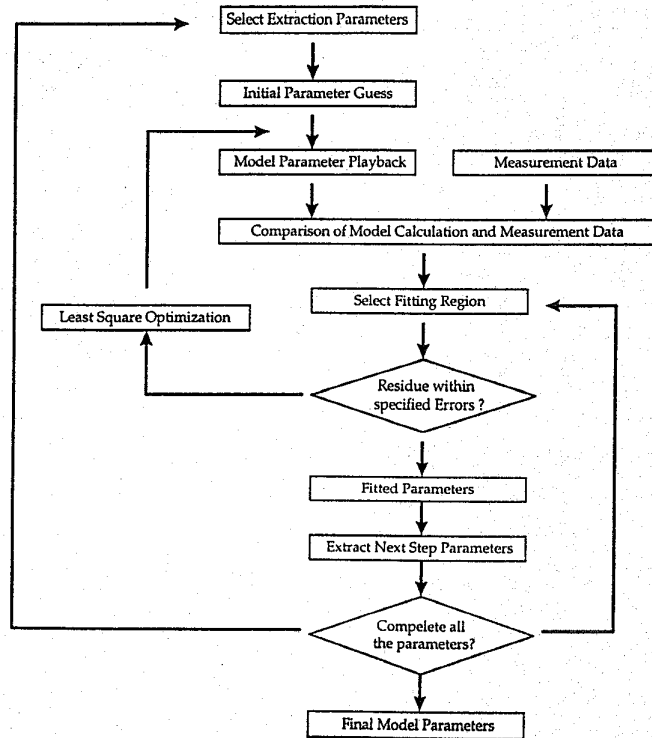 Select Extraction Parameters
Initial Parameter Guess
Model Parameter Playback
Measurement Data
Comparison of Model Calculation and Measurement Data
Select Fitting Region
Least Square Optimization
Residue within
specified Errors ?
Fitted Parameters
Extract Next Step Parameters
Compelete all
the parameters?
Final Model Parameters